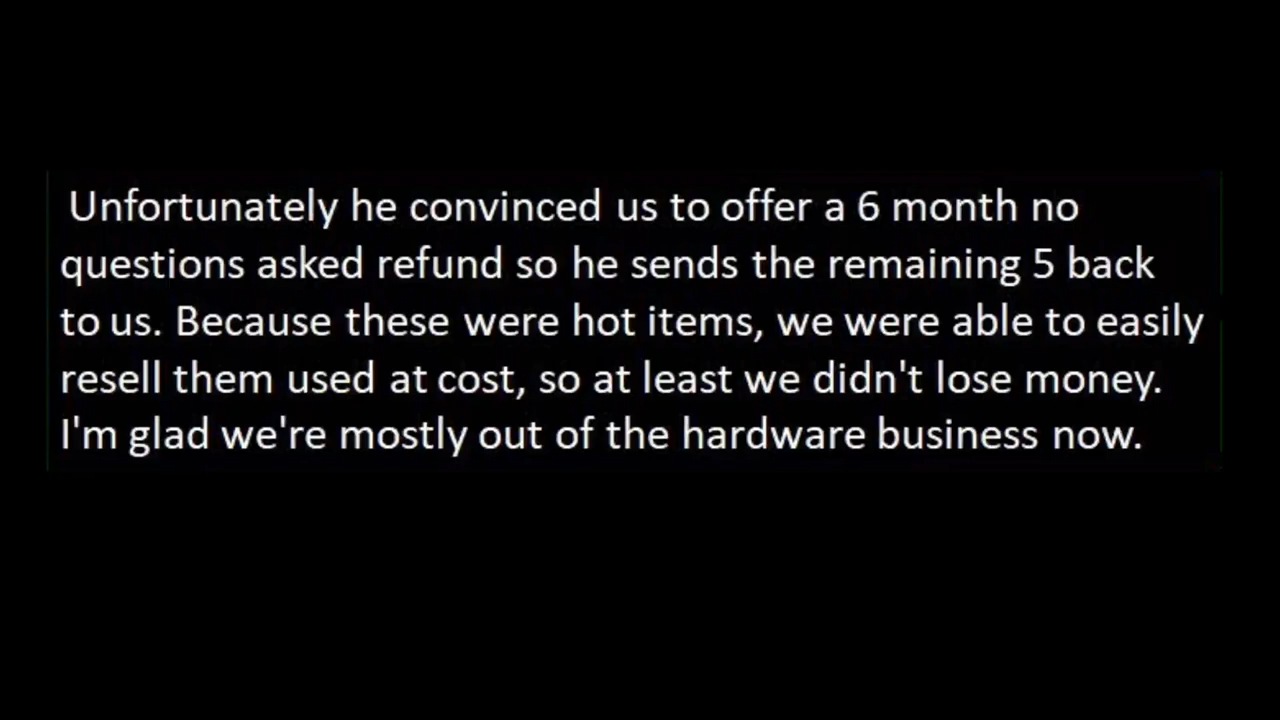 Unfortunately he convinced us to offer a 6 month no
questions asked refund so he sends the remaining 5 back
to us. Because these were hot items, we were able to easily
resell them used at cost, so at least we didn't lose money.
I'm glad we're mostly out of the hardware business now.